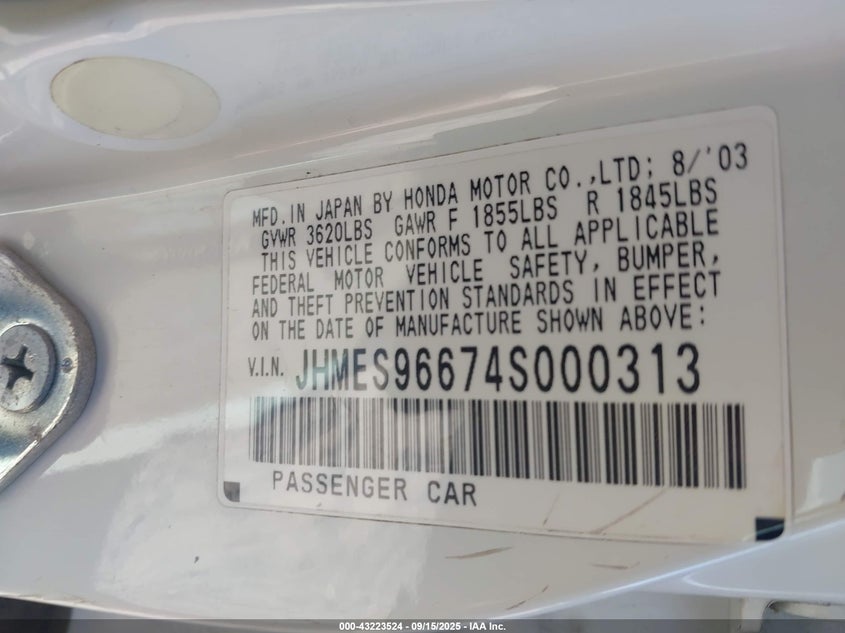 MFD.IN JAPAN BY HONDA MOTOR CO.,LTD; 8/'03
GVWR 3620LBS GAWR F 1855LBS R 1845LBS
THIS VEHICLE CONFORMS TO ALL APPLICABLE
FEDERAL MOTOR VEHICLE SAFETY, BUMPER,
AND THEFT PREVENTION STANDARDS IN EFFECT
ON THE DATE OF MANUFACTURE SHOWN ABOVE:
V.I.N. JHMES96674S000313
PASSENGER CAR
000-43223524 - 09/15/2025 - IAA Inc.